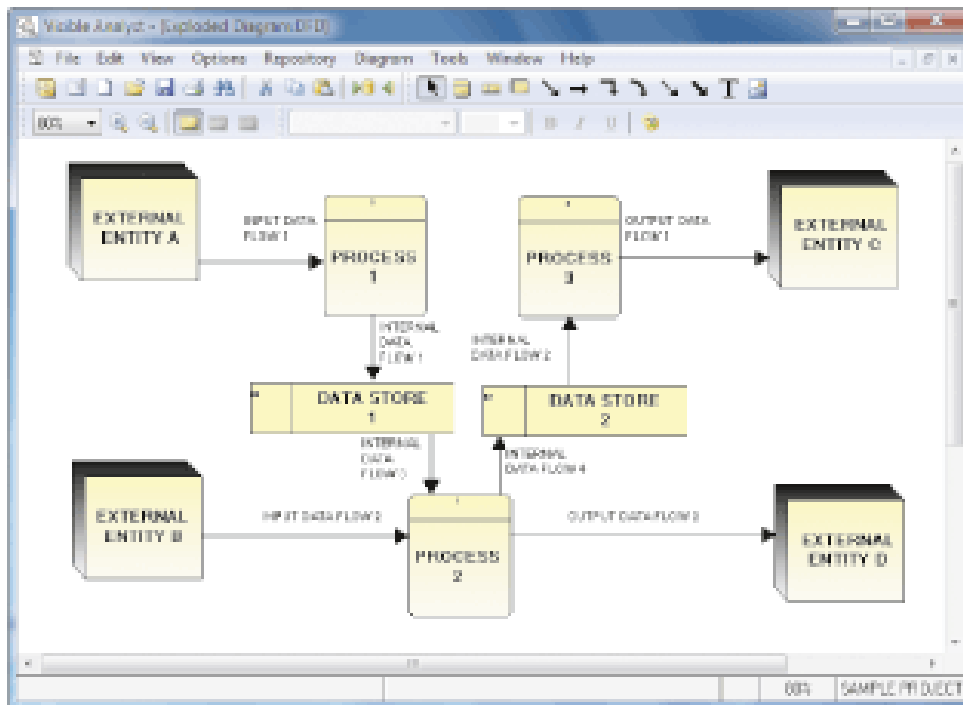 Visible Analyst - [Exploded Diagram.DFD]
File Edit View Options Repository Diagram Tools Window Help
80% B I U
EXTERNAL
ENTITY A
INPUT DATA
FLOW 1
PROCESS
1
PROCESS
3
OUTPUT DATA
FLOW 1
EXTERNAL
ENTITY C
INTERNAL
DATA
FLOW 1
INTERNAL
DATA FLOW 2
DATA STORE
1
DATA STORE
2
INTERNAL
DATA
FLOW
INTERNAL
DATA FLOW 4
EXTERNAL
ENTITY B
INPUT DATA FLOW 2
PROCESS
2
OUTPUT DATA FLOW
EXTERNAL
ENTITY D
SAMPLE PROJECT